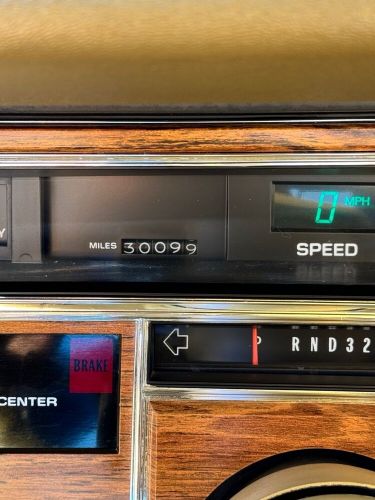 MILES 30099
0 MPH
SPEED
BRAKE
P R N D 3 2
CENTER